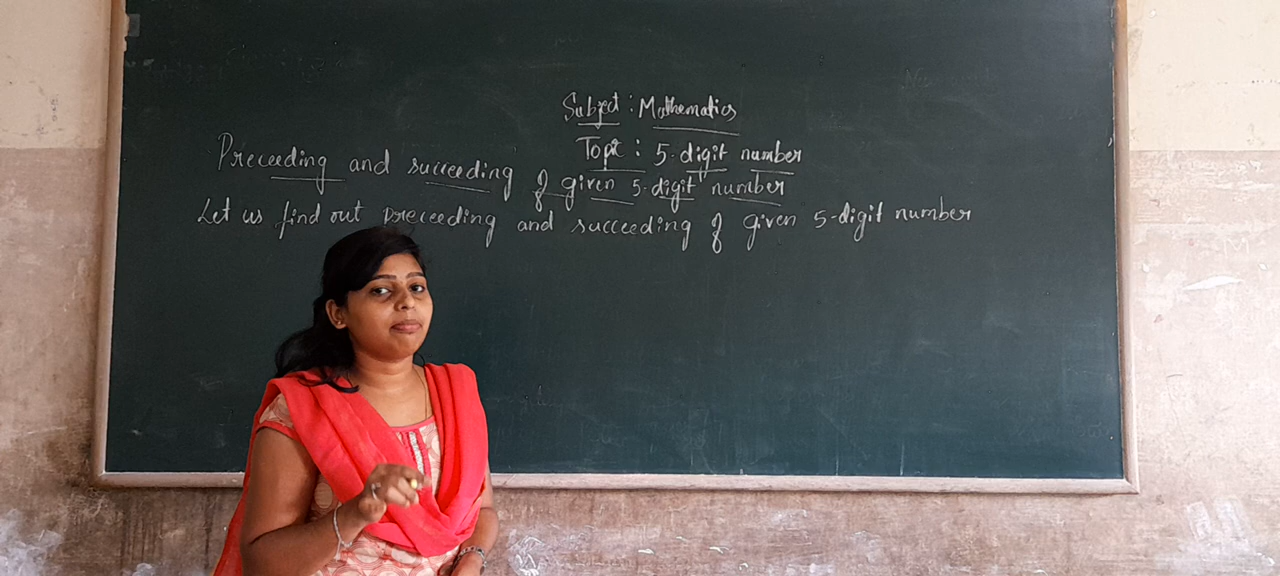 Subject : Mathematics
Topic : 5-digit number
Preceeding and succeeding of given 5-digit number
Let us find out preceeding and succeeding of given 5-digit number